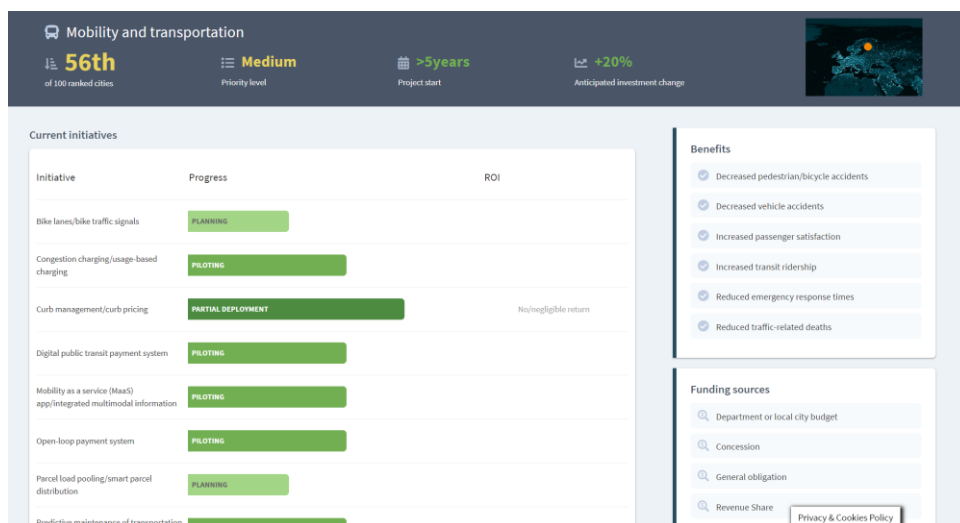 Mobility and transportation
56th
of 100 ranked cities
Medium
Priority level
>5years
Project start
+20%
Anticipated investment change
Current initiatives
Initiative Progress ROI
Bike lanes/bike traffic signals PLANNING
Congestion charging/usage-based
charging
PILOTING
Curb management/curb pricing PARTIAL DEPLOYMENT No/negligible return
Digital public transit payment system PILOTING
Mobility as a service (MaaS)
app/integrated multimodal information
PILOTING
Open-loop payment system PILOTING
Parcel load pooling/smart parcel
distribution
PLANNING
Predictive maintenance of transportation
Benefits
Decreased pedestrian/bicycle accidents
Decreased vehicle accidents
Increased passenger satisfaction
Increased transit ridership
Reduced emergency response times
Reduced traffic-related deaths
Funding sources
Department or local city budget
Concession
General obligation
Revenue Share
Privacy & Cookies Policy